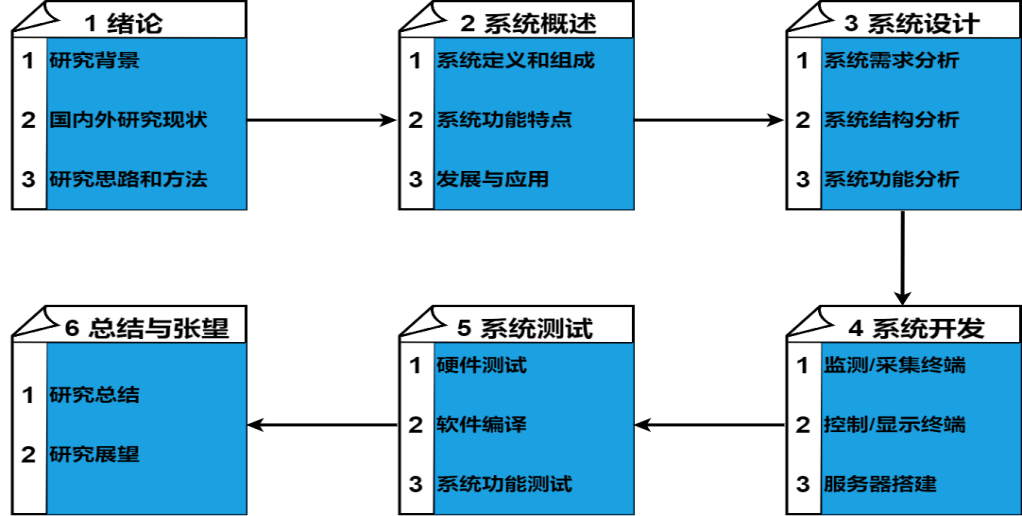 1 绪论
1 研究背景
2 国内外研究现状
3 研究思路和方法
2 系统概述
1 系统定义和组成
2 系统功能特点
3 发展与应用
3 系统设计
1 系统需求分析
2 系统结构分析
3 系统功能分析
4 系统开发
1 监测/采集终端
2 控制/显示终端
3 服务器搭建
5 系统测试
1 硬件测试
2 软件编译
3 系统功能测试
6 总结与张望
1 研究总结
2 研究展望